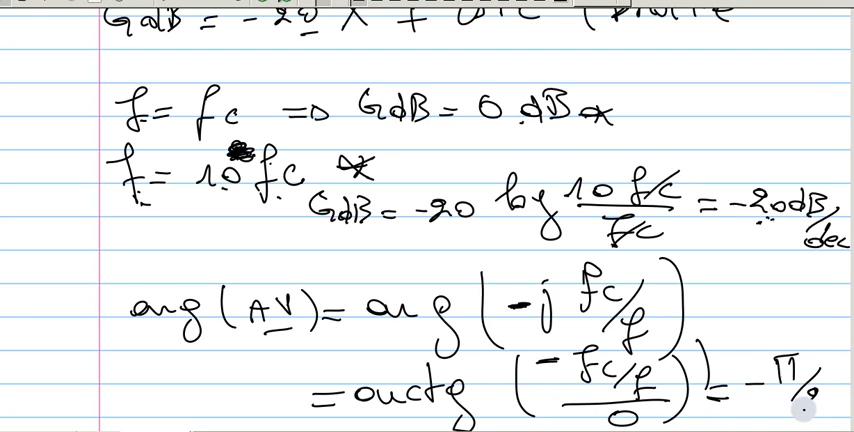 GdB = - 20 X +
f = fc => GdB = 0 dB
f = 10 fc
GdB = -20 log 10 fc/fc = -20dB/dec
arg (AV) = arg (-j fc/f)
= arctg (- fc/f / 0) = - π/